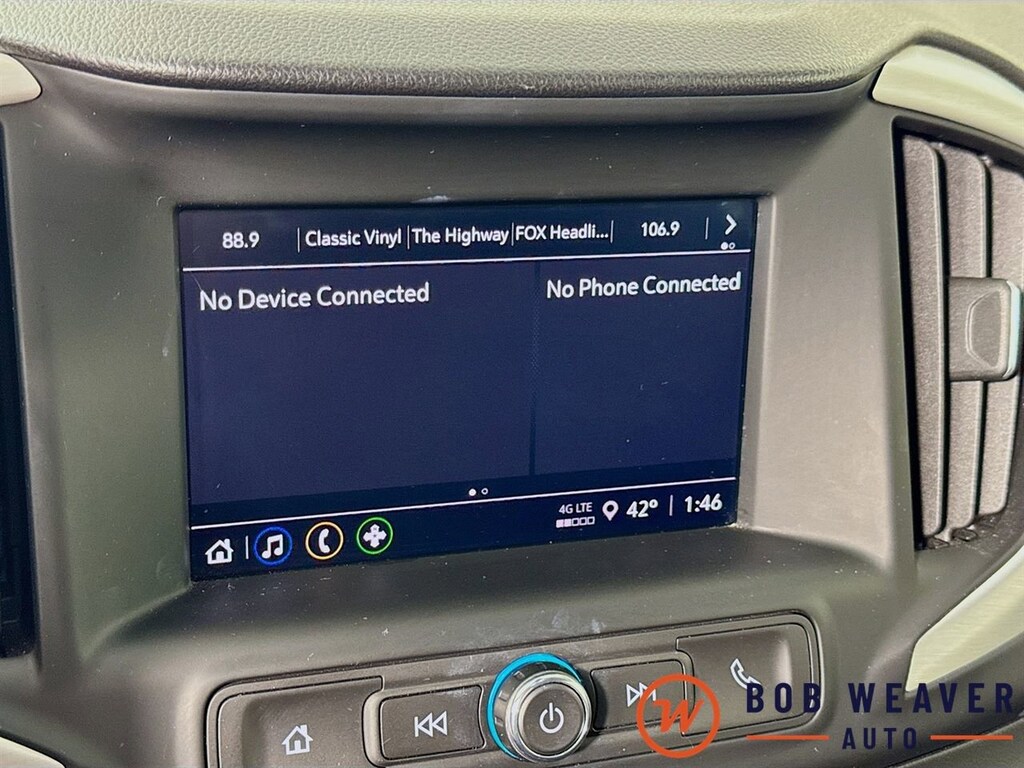 88.9 | Classic Vinyl | The Highway | FOX Headli... | 106.9 |
No Device Connected
No Phone Connected
4G LTE
42° | 1:46
W BOB WEAVER
AUTO